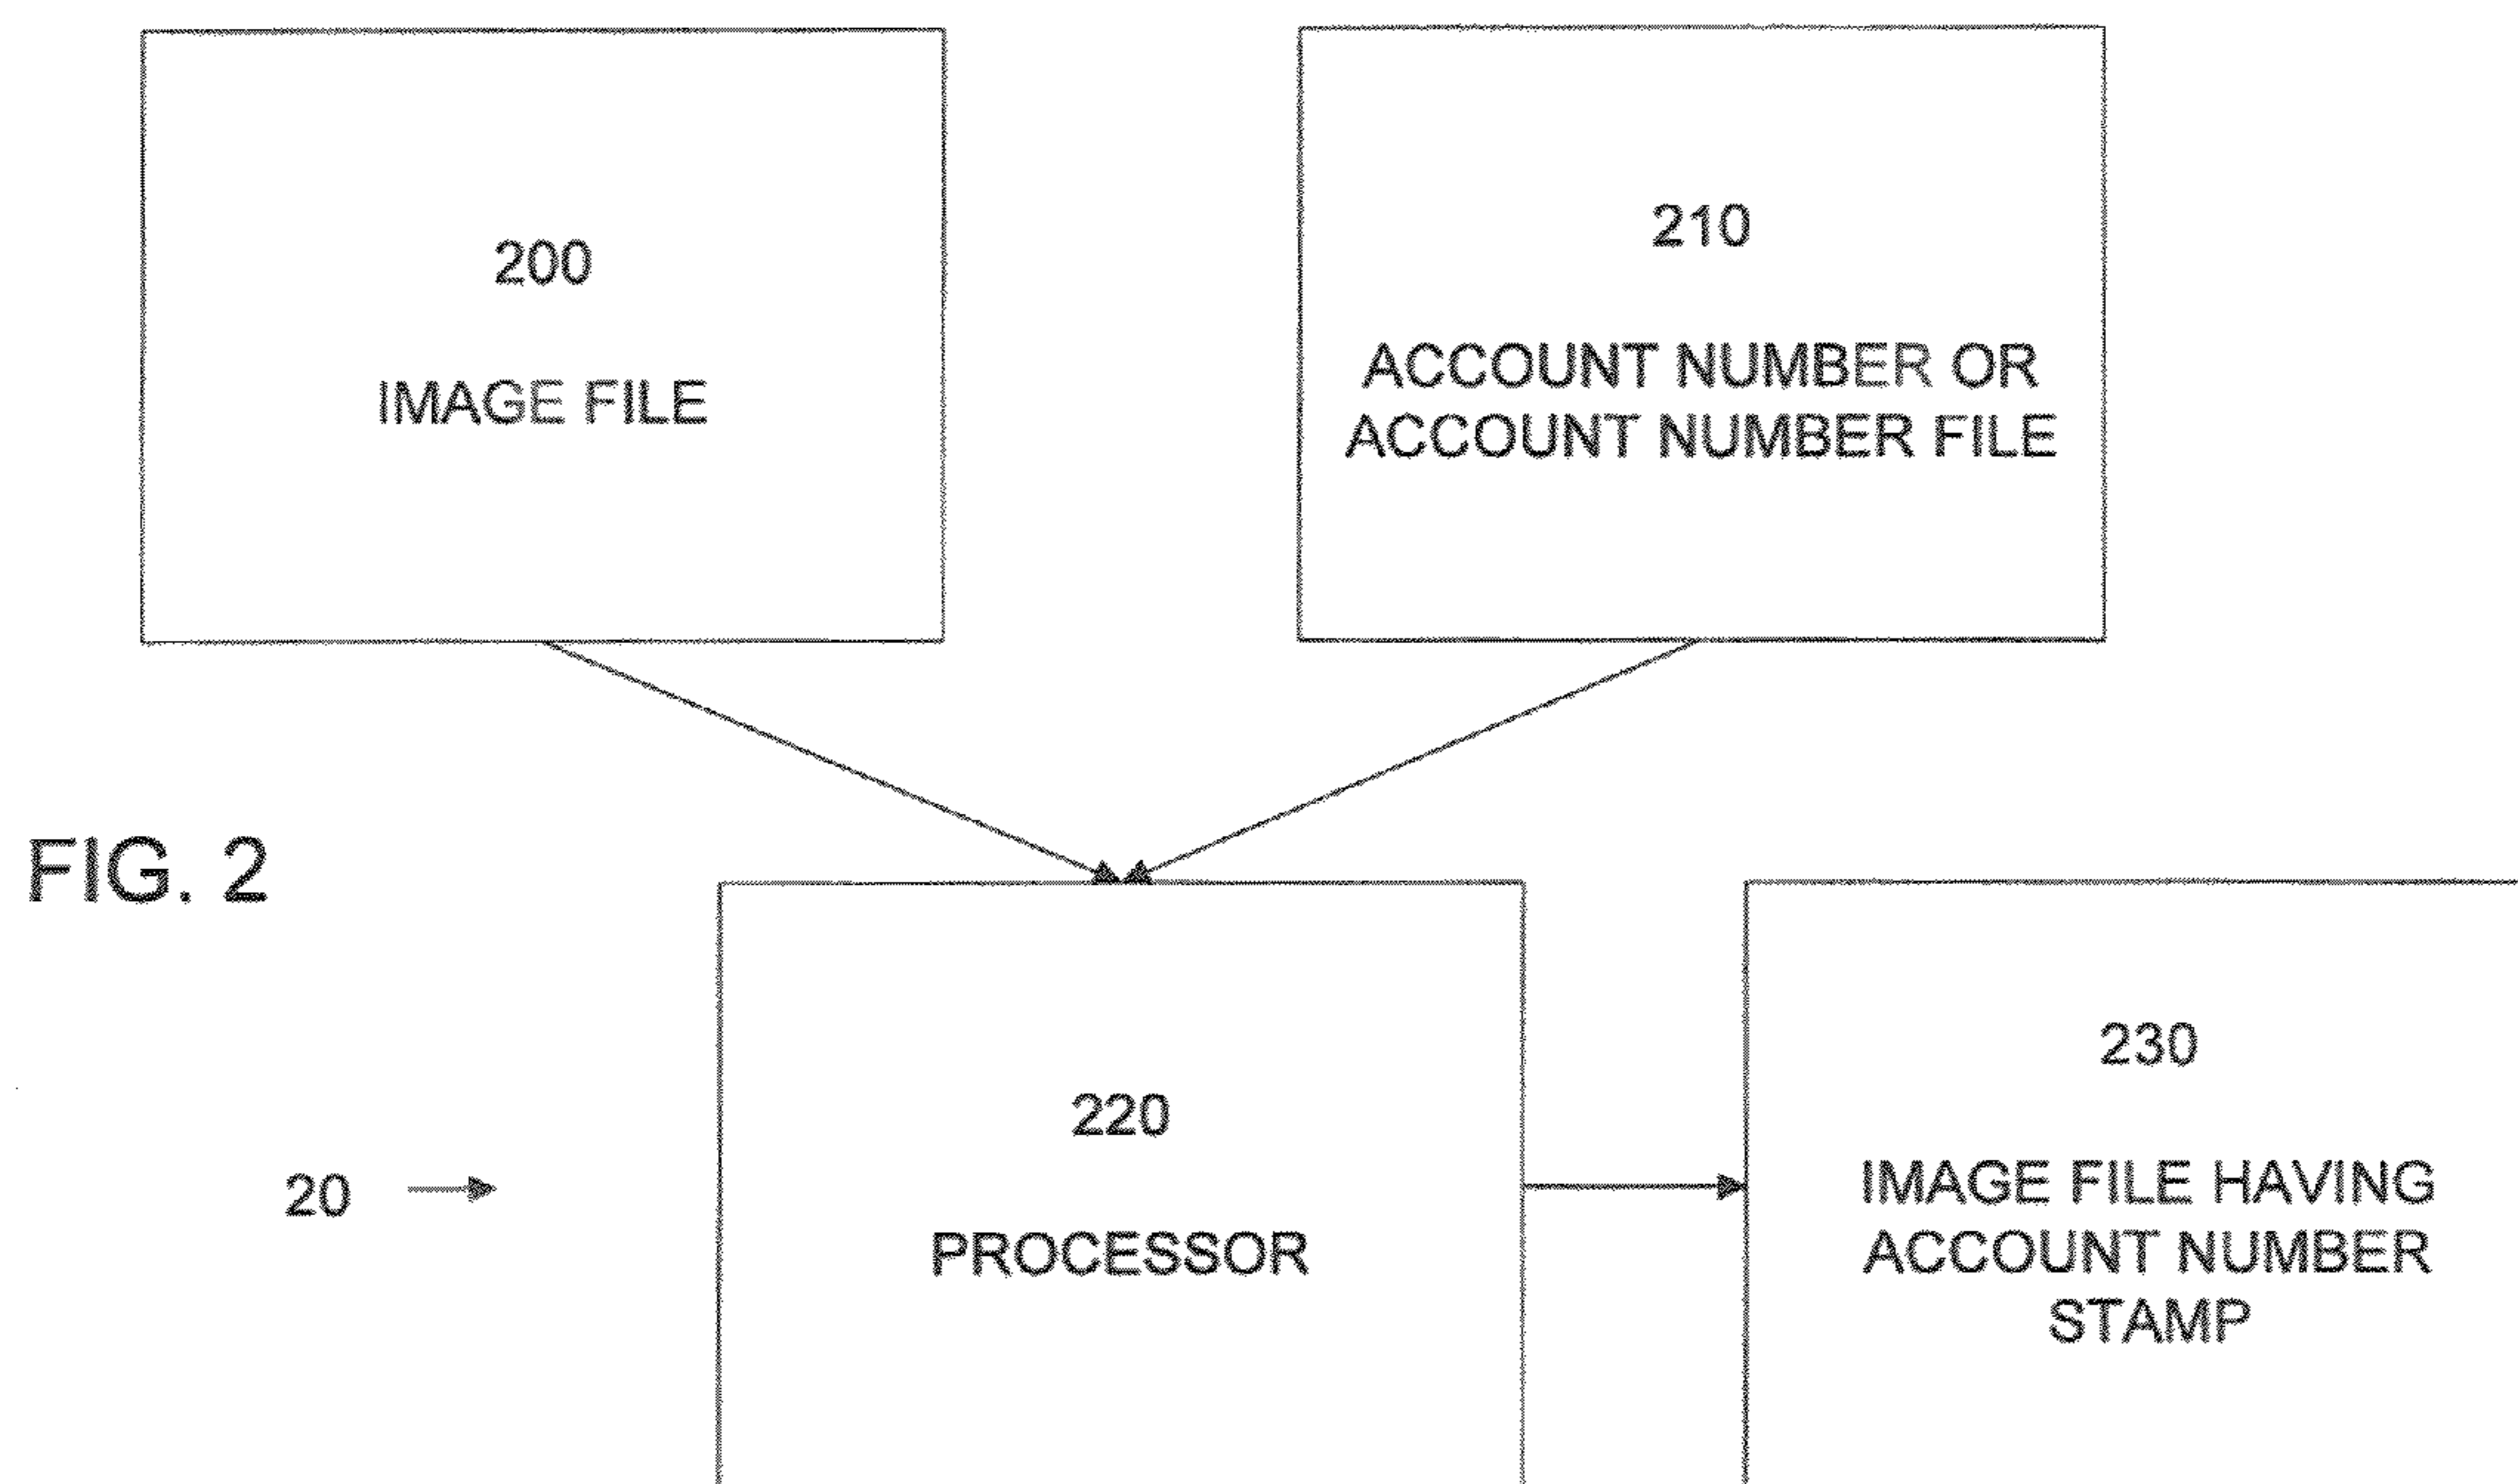 200
IMAGE FILE
210
ACCOUNT NUMBER OR
ACCOUNT NUMBER FILE
FIG. 2
20
220
PROCESSOR
230
IMAGE FILE HAVING
ACCOUNT NUMBER
STAMP